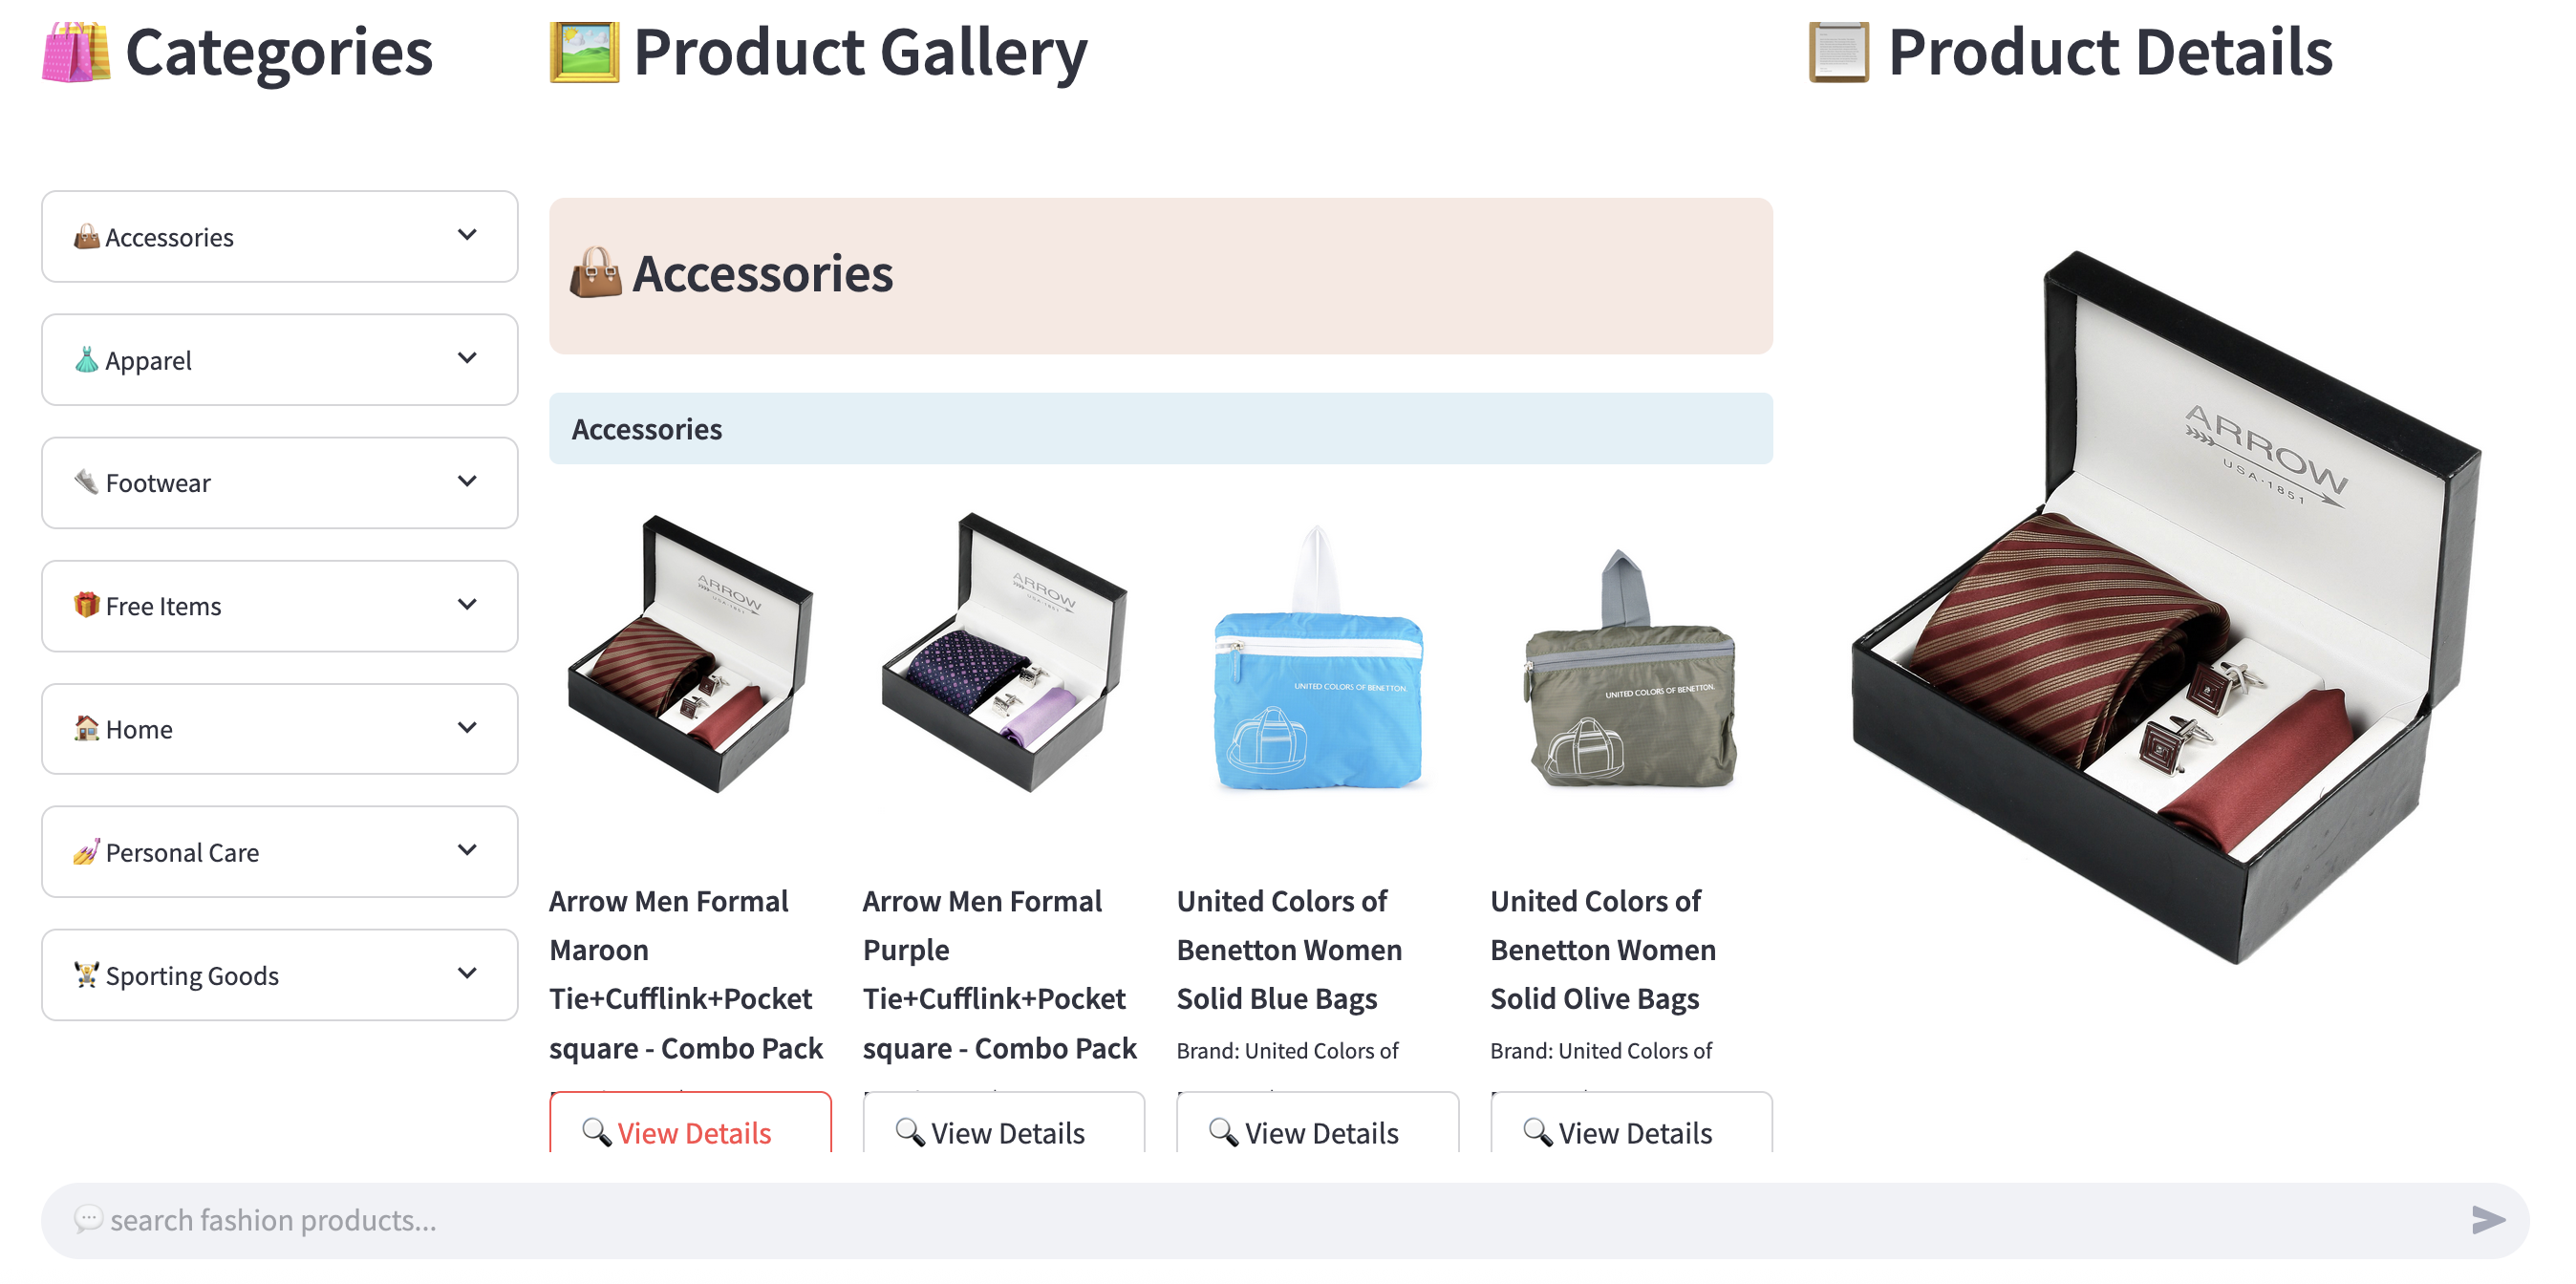 Categories
Accessories
Apparel
Footwear
Free Items
Home
Personal Care
Sporting Goods
Product Gallery
Accessories
Accessories
ARROW
USA·1851
ARROW
USA·1851
UNITED COLORS OF BENETTON.
UNITED COLORS OF BENETTON.
Arrow Men Formal
Maroon
Tie+Cufflink+Pocket
square - Combo Pack
View Details
Arrow Men Formal
Purple
Tie+Cufflink+Pocket
square - Combo Pack
View Details
United Colors of
Benetton Women
Solid Blue Bags
Brand: United Colors of
View Details
United Colors of
Benetton Women
Solid Olive Bags
Brand: United Colors of
View Details
Product Details
ARROW
USA·1851
search fashion products...